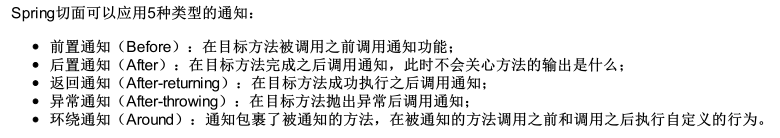 Spring切面可以应用5种类型的通知：
• 前置通知（Before）：在目标方法被调用之前调用通知功能；
• 后置通知（After）：在目标方法完成之后调用通知，此时不会关心方法的输出是什么；
• 返回通知（After-returning）：在目标方法成功执行之后调用通知；
• 异常通知（After-throwing）：在目标方法抛出异常后调用通知；
• 环绕通知（Around）：通知包裹了被通知的方法，在被通知的方法调用之前和调用之后执行自定义的行为。